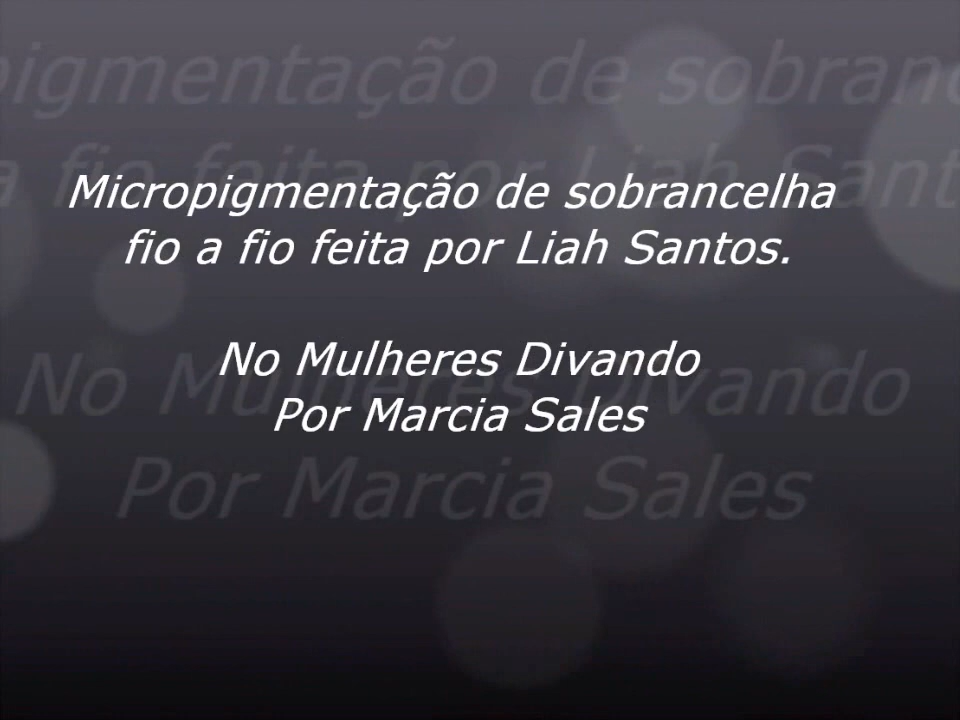 Micropigmentação de sobrancelha
fio a fio feita por Liah Santos.
No Mulheres Divando
Por Marcia Sales